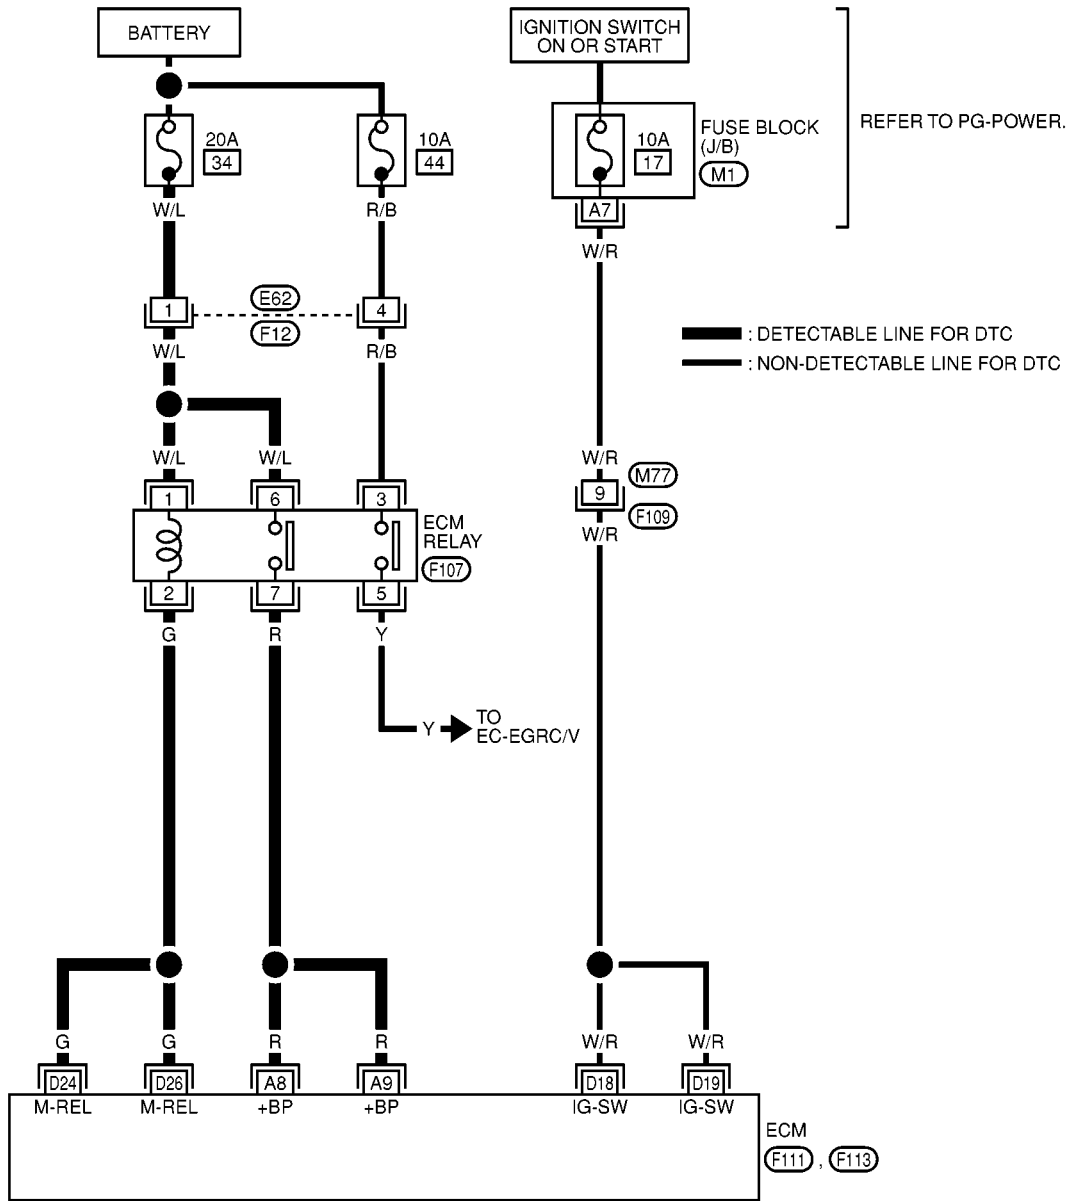 BATTERY
IGNITION SWITCH
ON OR START
REFER TO PG-POWER.
20A
34
10A
44
10A
17
FUSE BLOCK
(J/B)
M1
A7
W/L
R/B
W/R
1
E62
F12
4
W/L
R/B
: DETECTABLE LINE FOR DTC
: NON-DETECTABLE LINE FOR DTC
W/L
W/L
W/R
M77
1
6
3
9
F109
W/R
ECM
RELAY
F107
2
7
5
G
R
Y
Y
TO
EC-EGRC/V
G
G
R
R
W/R
W/R
D24
D26
A8
A9
D18
D19
M-REL
M-REL
+BP
+BP
IG-SW
IG-SW
ECM
F111 , F113